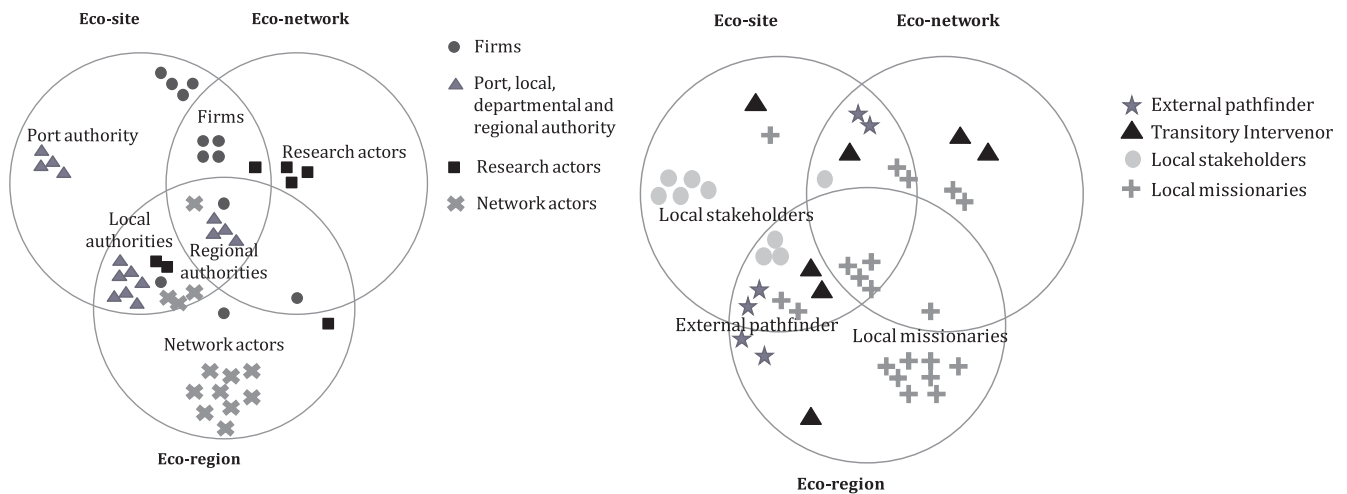 Eco-site
Eco-network
Firms
Port authority
Research actors
Local
authorities
Regional
authorities
Network actors
Eco-region
Firms
Port, local,
departmental and
regional authority
Research actors
Network actors
Eco-site
Eco-network
Local stakeholders
External pathfinder
Local missionaries
Eco-region
External pathfinder
Transitory Intervenor
Local stakeholders
Local missionaries